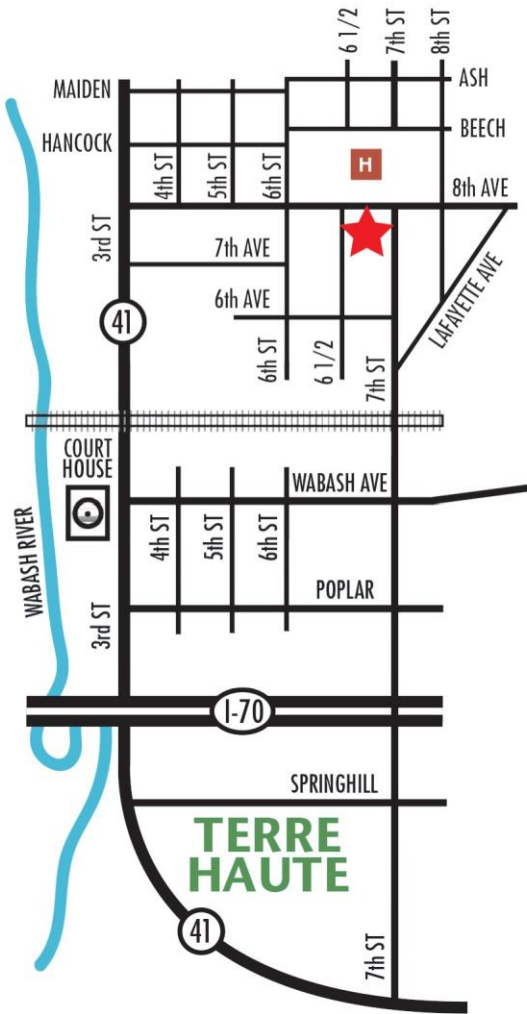 6 1/2
7th ST
8th ST
MAIDEN
ASH
HANCOCK
BEECH
H
4th ST
5th ST
6th ST
8th AVE
3rd ST
7th AVE
LAFAYETTE AVE
6th AVE
41
6th ST
6 1/2
7th ST
COURT
HOUSE
WABASH AVE
WABASH RIVER
4th ST
5th ST
6th ST
POPLAR
3rd ST
I-70
SPRINGHILL
TERRE
HAUTE
41
7th ST